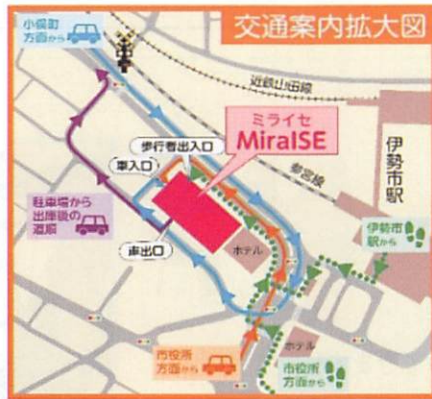 交通案内拡大図
小俣町
方面から
近鉄山田線
ミライセ
MiraISE
歩行者出入口
車入口
参宮線
伊勢市駅
駐車場から
出庫後の
道順
車出口
ホテル
伊勢市
駅から
市役所
方面から
ホテル
市役所
方面から